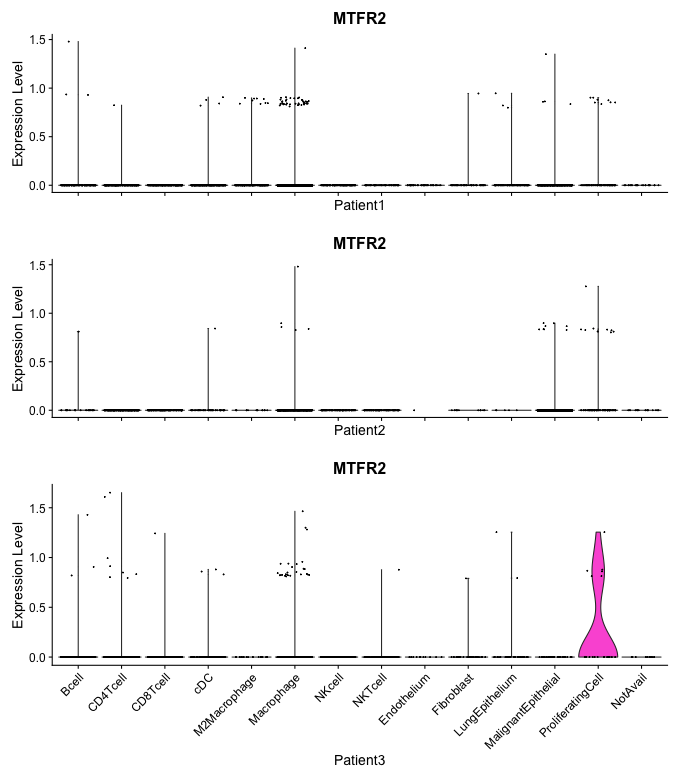 MTFR2
Expression Level
1.5
1.0
0.5
0.0
Patient1
MTFR2
Expression Level
1.5
1.0
0.5
0.0
Patient2
MTFR2
Expression Level
1.5
1.0
0.5
0.0
Bcell
CD4Tcell
CD8Tcell
cDC
M2Macrophage
Macrophage
NKcell
NKTcell
Endothelium
Fibroblast
LungEpithelium
MalignantEpithelial
ProliferatingCell
NotAvail
Patient3